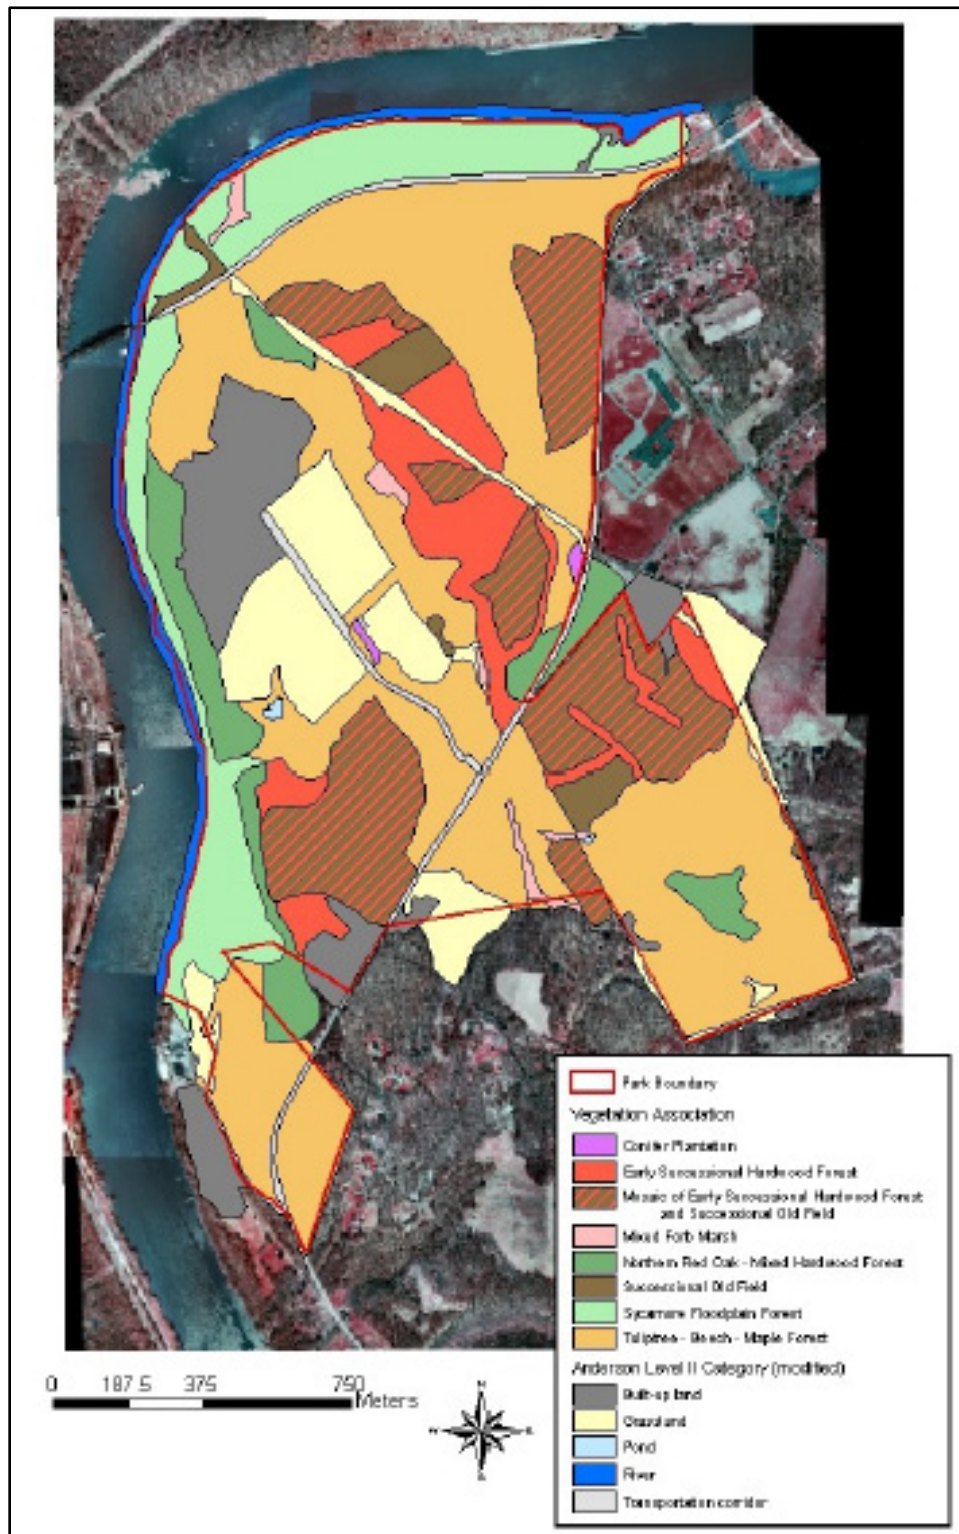 Park Boundary
Vegetation Association
Conifer Plantation
Early Successional Hardwood Forest
Mosaic of Early Successional Hardwood Forest
and Successional Old Field
Mixed Forb Marsh
Northern Red Oak - Mixed Hardwood Forest
Successional Old Field
Sycamore Floodplain Forest
Tuliptree - Beech - Maple Forest
Anderson Level II Category (modified)
Built-up land
Grassland
Pond
River
Transportation corridor
0 187.5 375 750
Meters
N
W E
S